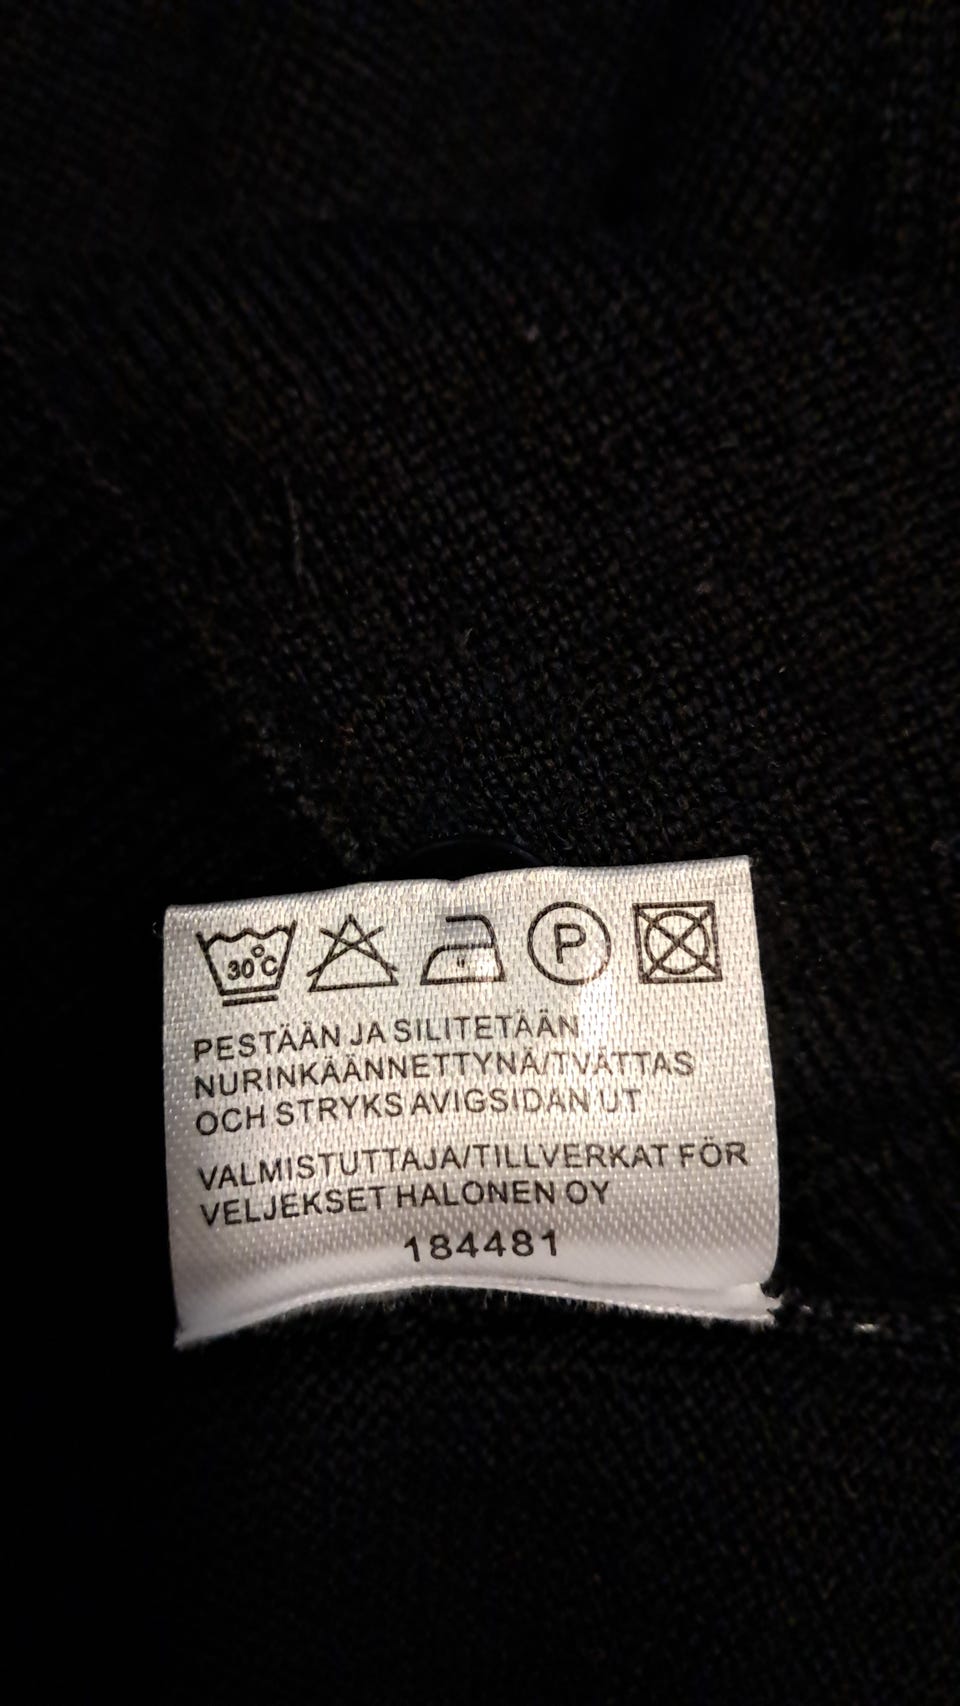 30°C P
PESTÄÄN JA SILITETÄÄN
NURINKÄÄNNETTYNÄ/TVÄTTAS
OCH STRYKS AVIGSIDAN UT
VALMISTUTTAJA/TILLVERKAT FÖR
VELJEKSET HALONEN OY
184481